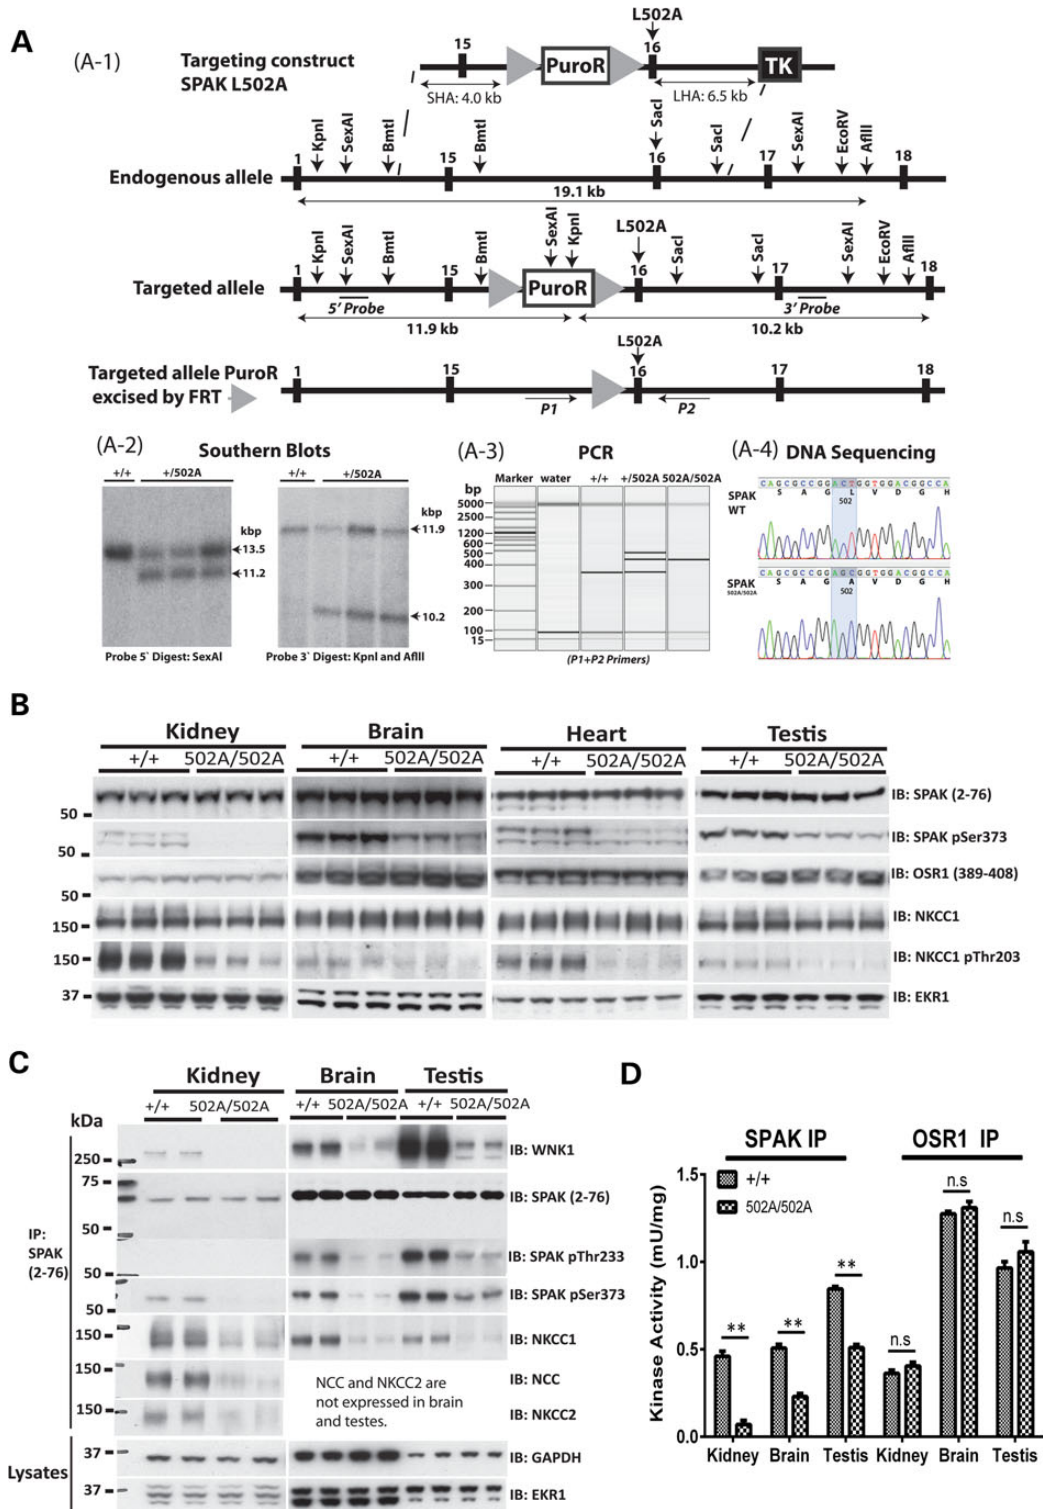 A
(A-1)
Targeting construct
SPAK L502A
15
PuroR
L502A
16
TK
SHA: 4.0 kb
LHA: 6.5 kb
Endogenous allele
1
KpnI
SexAI
BmtI
15
BmtI
SacI
16
SacI
17
SexAI
EcoRV
AflII
18
19.1 kb
Targeted allele
1
KpnI
SexAI
BmtI
15
BmtI
SexAI
KpnI
PuroR
L502A
16
SacI
SacI
17
SexAI
EcoRV
AflII
18
5' Probe
3' Probe
11.9 kb
10.2 kb
Targeted allele PuroR
excised by FRT
1
15
L502A
16
17
18
P1
P2
(A-2)
Southern Blots
+/+
+/502A
kbp
13.5
11.2
Probe 5` Digest: SexAI
+/+
+/502A
kbp
11.9
10.2
Probe 3` Digest: KpnI and AflII
(A-3)
PCR
Marker water +/+ +/502A 502A/502A
bp
5000
2500
1200
600
500
400
300
200
100
15
(P1+P2 Primers)
(A-4)
DNA Sequencing
SPAK
WT
C A G C G C C G G A C T G G T G G A C G G C C A
S A G L V D G H
502
SPAK
502A/502A
C A G C G C C G G A G C G G T G G A C G G C C A
S A G A V D G H
502
B
Kidney Brain Heart Testis
+/+ 502A/502A +/+ 502A/502A +/+ 502A/502A +/+ 502A/502A
50
IB: SPAK (2-76)
50
IB: SPAK pSer373
50
IB: OSR1 (389-408)
150
IB: NKCC1
150
IB: NKCC1 pThr203
37
IB: EKR1
C
Kidney Brain Testis
+/+ 502A/502A +/+ 502A/502A +/+ 502A/502A
kDa
IP:
SPAK
(2-76)
250
IB: WNK1
75
50
IB: SPAK (2-76)
50
IB: SPAK pThr233
50
IB: SPAK pSer373
150
IB: NKCC1
150
IB: NCC
150
IB: NKCC2
NCC and NKCC2 are
not expressed in brain
and testes.
Lysates
37
IB: GAPDH
37
IB: EKR1
D
SPAK IP OSR1 IP
+/+
502A/502A
Kinase Activity (mU/mg)
1.5
1.0
0.5
0.0
**
**
**
n.s
n.s
n.s
Kidney Brain Testis Kidney Brain Testis